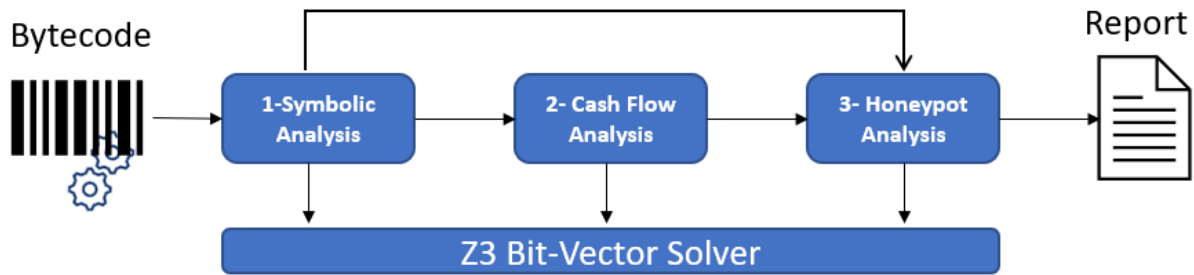 Bytecode
Report
1-Symbolic
Analysis
2- Cash Flow
Analysis
3- Honeypot
Analysis
Z3 Bit-Vector Solver